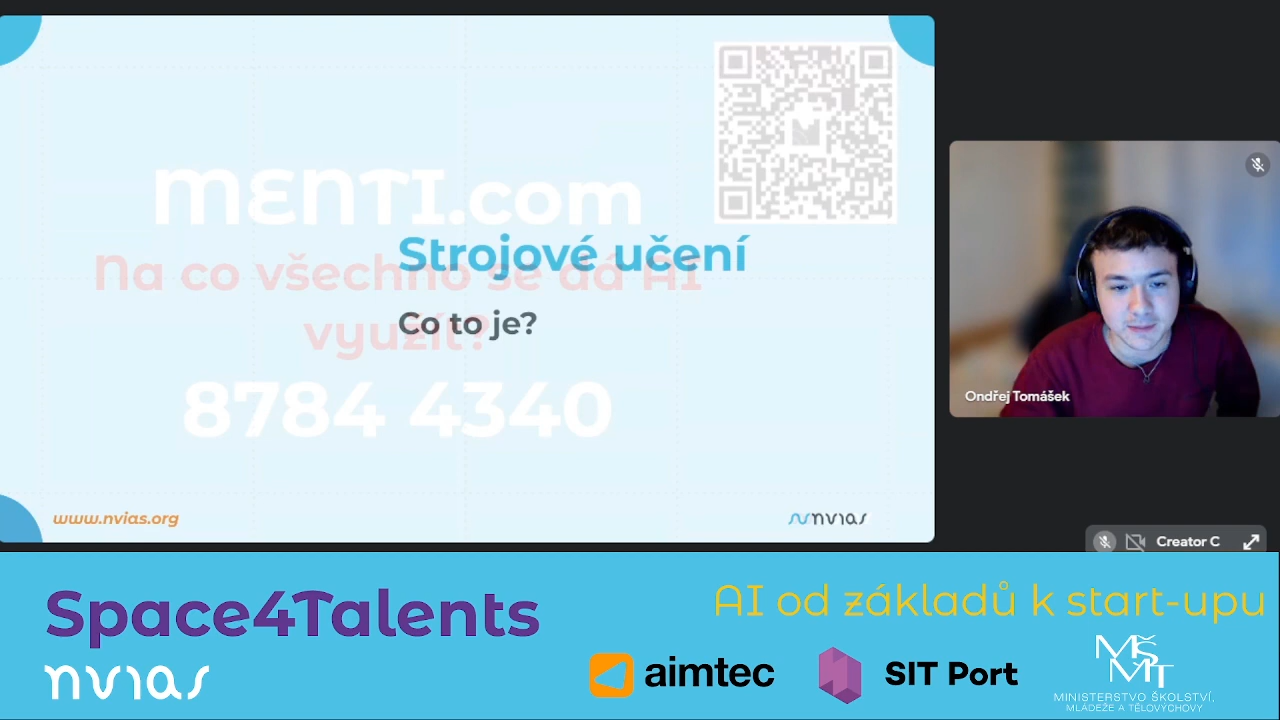 MENTI.com
Strojové učení
Na co všechno se dá AI
využít?
Co to je?
8784 4340
www.nvias.org
nvias
Ondřej Tomášek
Creator C
Space4Talents
AI od základů k start-upu
nvias
aimtec
SIT Port
MŠMT
MINISTERSTVO ŠKOLSTVÍ,
MLÁDEŽE A TĚLOVÝCHOVY